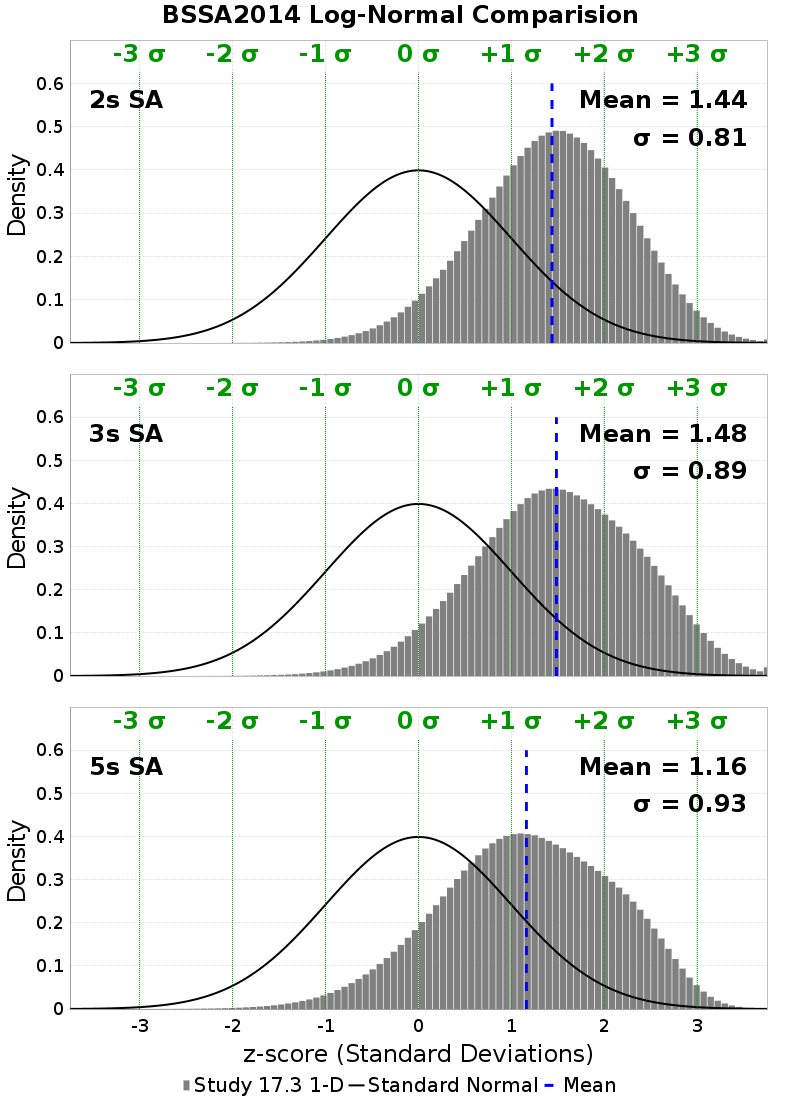 BSSA2014 Log-Normal Comparision
-3 σ -2 σ -1 σ 0 σ +1 σ +2 σ +3 σ
2s SA
Mean = 1.44
σ = 0.81
Density
0.6
0.5
0.4
0.3
0.2
0.1
0
-3 σ -2 σ -1 σ 0 σ +1 σ +2 σ +3 σ
3s SA
Mean = 1.48
σ = 0.89
Density
0.6
0.5
0.4
0.3
0.2
0.1
0
-3 σ -2 σ -1 σ 0 σ +1 σ +2 σ +3 σ
5s SA
Mean = 1.16
σ = 0.93
Density
0.6
0.5
0.4
0.3
0.2
0.1
0
-3 -2 -1 0 1 2 3
z-score (Standard Deviations)
Study 17.3 1-D Standard Normal Mean